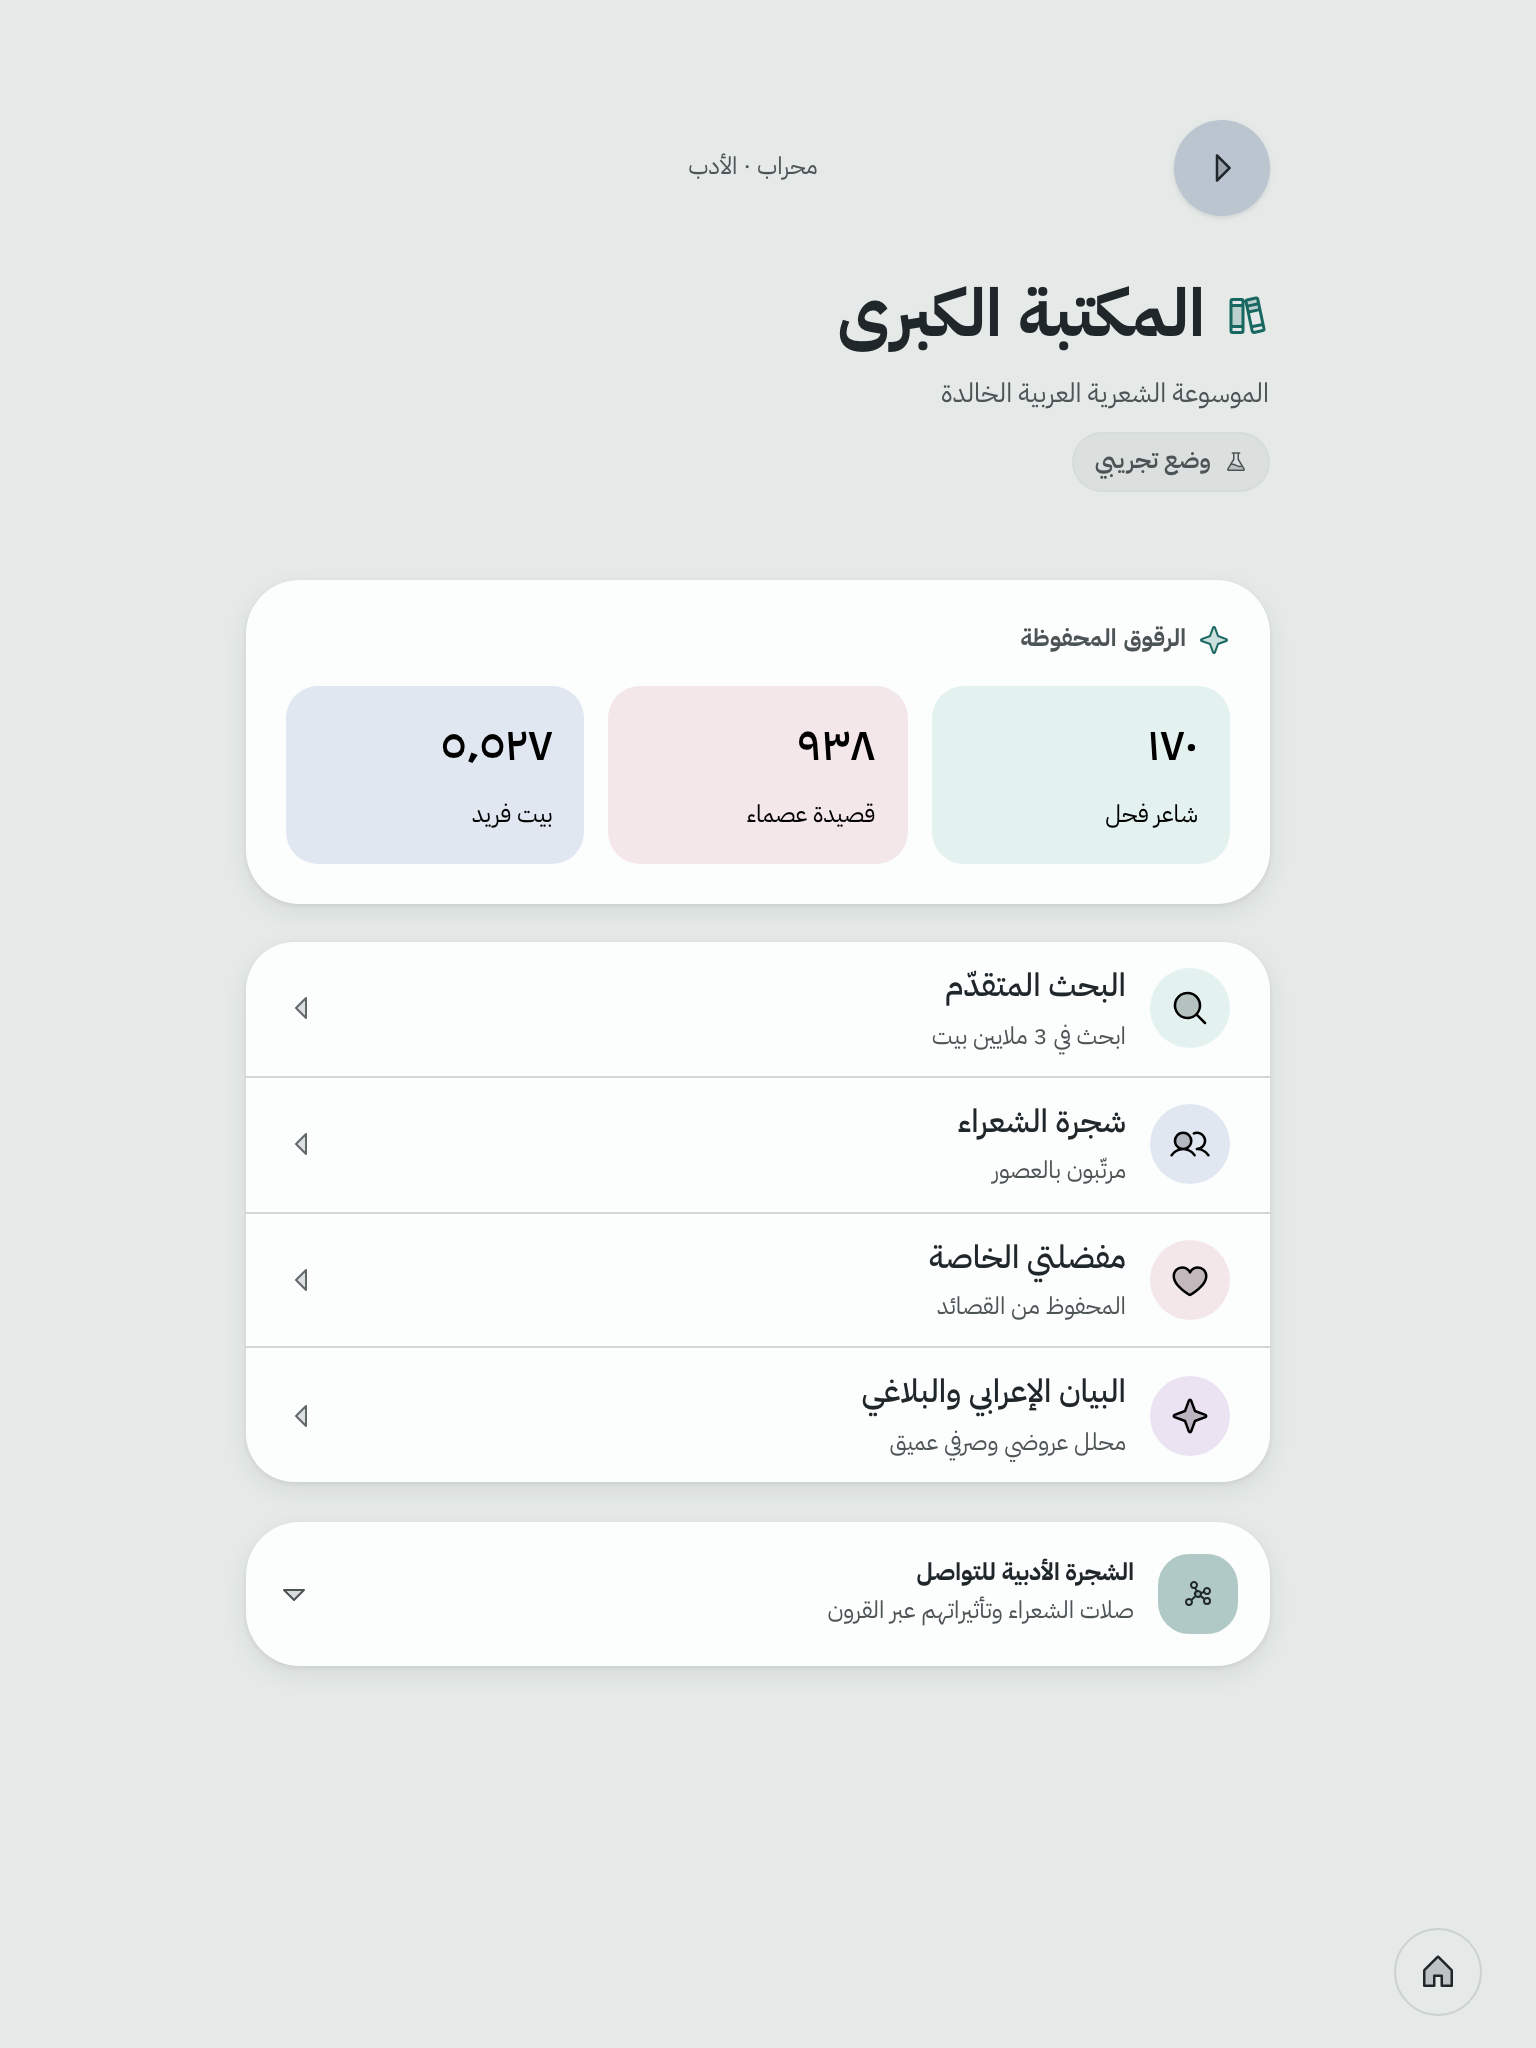 محراب · الأدب
المكتبة الكبرى
الموسوعة الشعرية العربية الخالدة
وضع تجريبي
الرقوق المحفوظة
١٧٠
شاعر فحل
٩٣٨
قصيدة عصماء
٥,٥٢٧
بيت فريد
البحث المتقدّم
ابحث في 3 ملايين بيت
شجرة الشعراء
مرتّبون بالعصور
مفضلتي الخاصة
المحفوظ من القصائد
البيان الإعرابي والبلاغي
محلل عروضي وصرفي عميق
الشجرة الأدبية للتواصل
صلات الشعراء وتأثيراتهم عبر القرون